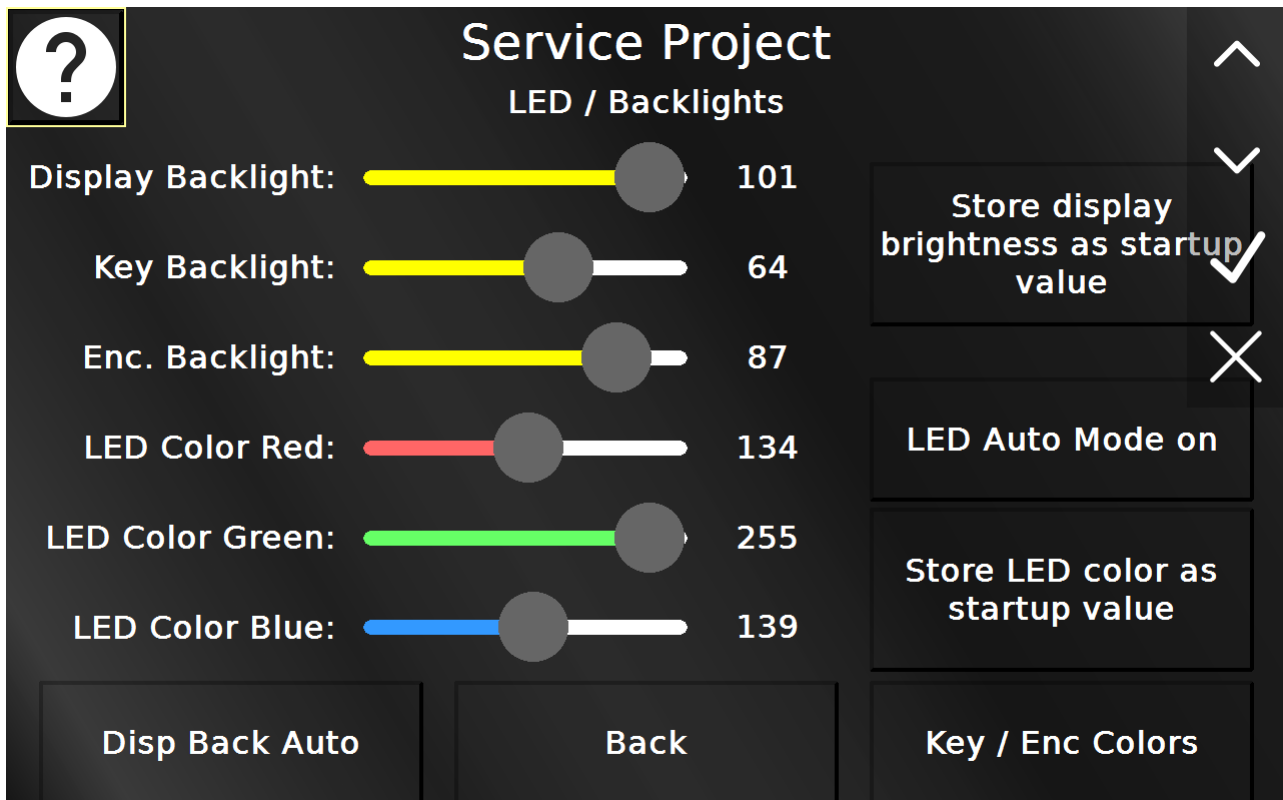 ?
Service Project
LED / Backlights
Display Backlight: 101
Key Backlight: 64
Enc. Backlight: 87
LED Color Red: 134
LED Color Green: 255
LED Color Blue: 139
Store display
brightness as startup
value
LED Auto Mode on
Store LED color as
startup value
Disp Back Auto
Back
Key / Enc Colors